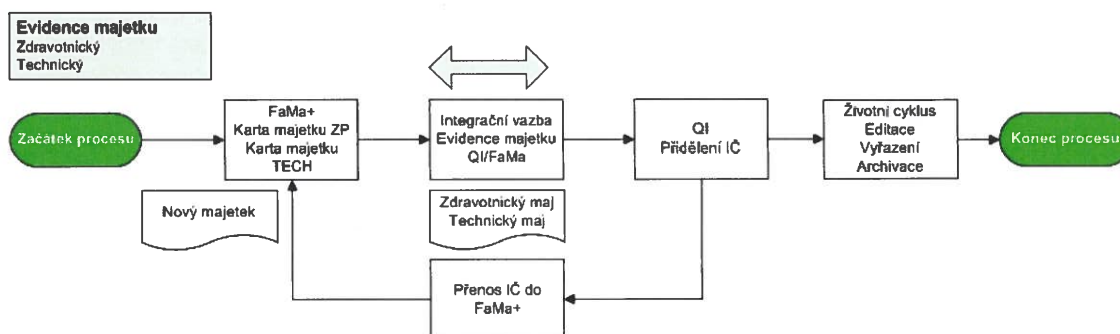 Evidence majetku
Zdravotnický
Technický
Začátek procesu
FaMa+
Karta majetku ZP
Karta majetku
TECH
Integrační vazba
Evidence majetku
QI/FaMa
QI
Přidělení IČ
Životní cyklus
Editace
Vyřazení
Archivace
Konec procesu
Nový majetek
Zdravotnický maj
Technický maj
Přenos IČ do
FaMa+